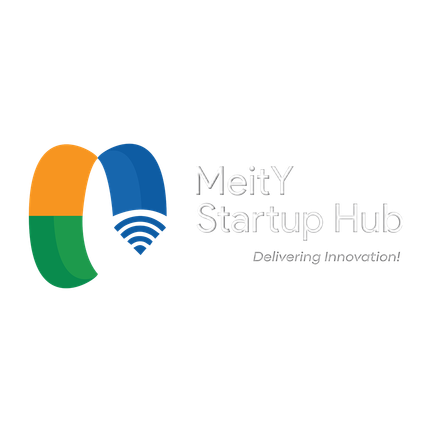 MeitY
Startup Hub
Delivering Innovation!